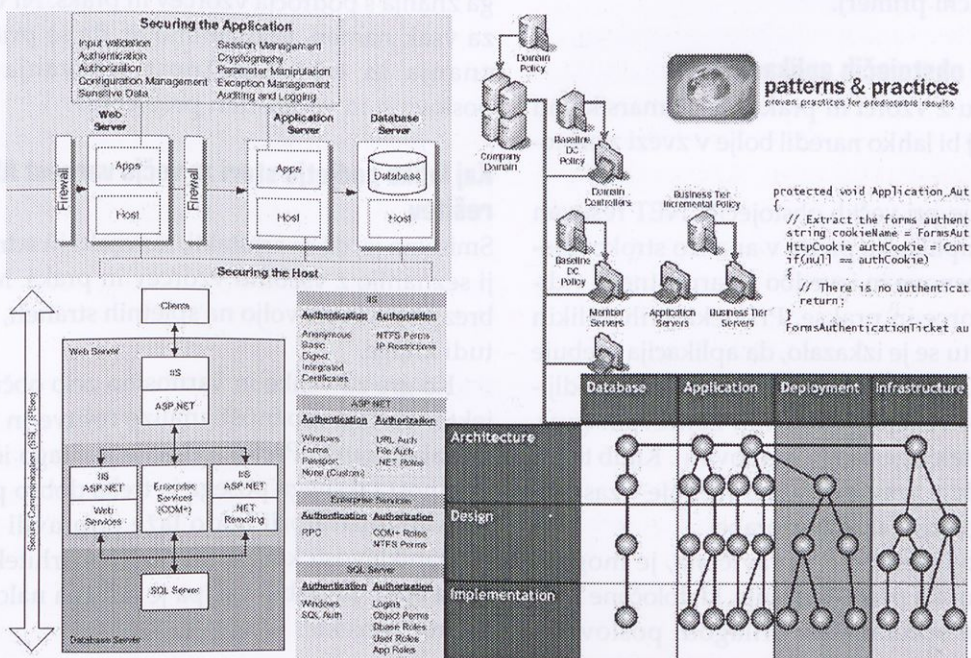 Securing the Application
Input validation
Authentication
Authorization
Configuration Management
Sensitive Data
Session Management
Cryptography
Parameter Manipulation
Exception Management
Auditing and Logging
Web
Server
Application
Server
Database
Server
Firewall
Apps
Host
Firewall
Apps
Host
Database
Host
Securing the Host
Domain
Policy
Company
Domain
Baseline
DC
Policy
Domain
Controllers
Incremental Policy
Baseline
DC
Policy
Member
Servers
Application
Servers
Business Tier
Servers
patterns & practices
proven practices for predictable results
protected void Application_Aut
{
// Extract the forms authent
string cookieName = FormsAut
HttpCookie authCookie = Cont
if(null == authCookie)
{
// There is no authenticati
return;
}
FormsAuthenticationTicket au
Secure Communication (SSL / IPSec)
Clients
Web Server
IIS
ASP.NET
IIS
ASP.NET
Web
Services
Enterprise
Services
(COM+)
IIS
ASP.NET
.NET
Remoting
SQL Server
Database Server
IIS
Authentication Authorization
Anonymous
Basic
Digest
Integrated
Certificates
NTFS Perms
IP Restrictions
ASP.NET
Authentication Authorization
Windows
Forms
Passport
None (Custom)
URL Auth
File Auth
.NET Roles
Enterprise Services
Authentication Authorization
RPC
COM+ Roles
NTFS Perms
SQL Server
Authentication Authorization
Windows
SQL Auth
Logins
Object Perms
Dbase Roles
User Roles
App Roles
Database
Application
Deployment
Infrastructure
Architecture
Design
Implementation